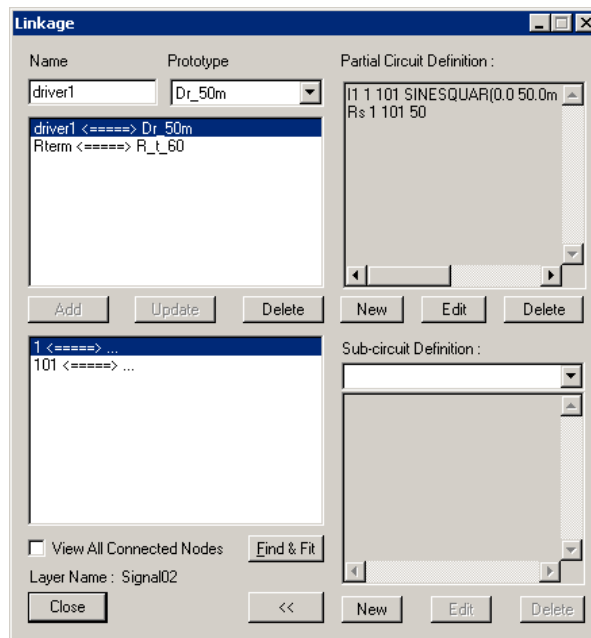 Linkage
Name Prototype Partial Circuit Definition :
driver1 Dr_50m
I1 1 101 SINESQUAR(0.0 50.0m
Rs 1 101 50
driver1 <=====> Dr_50m
Rterm <=====> R_t_60
Add Update Delete New Edit Delete
1 <=====> ...
101 <=====> ...
Sub-circuit Definition :
View All Connected Nodes Find & Fit
Layer Name : Signal02
Close << New Edit Delete